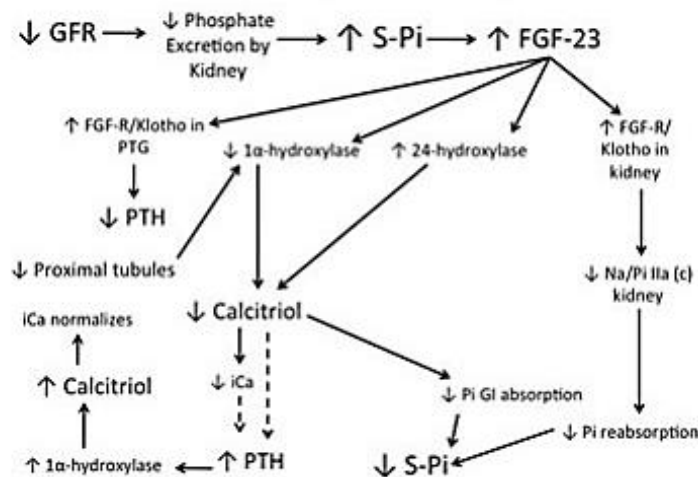 ↓ GFR
↓ Phosphate
Excretion by
Kidney
↑ S-Pi
↑ FGF-23
↑ FGF-R/Klotho in
PTG
↓ 1α-hydroxylase
↑ 24-hydroxylase
↑ FGF-R/
Klotho in
kidney
↓ PTH
↓ Proximal tubules
↓ Na/Pi IIa (c)
kidney
iCa normalizes
↓ Calcitriol
↑ Calcitriol
↓ iCa
↓ Pi GI absorption
↓ Pi reabsorption
↑ 1α-hydroxylase
↑ PTH
↓ S-Pi